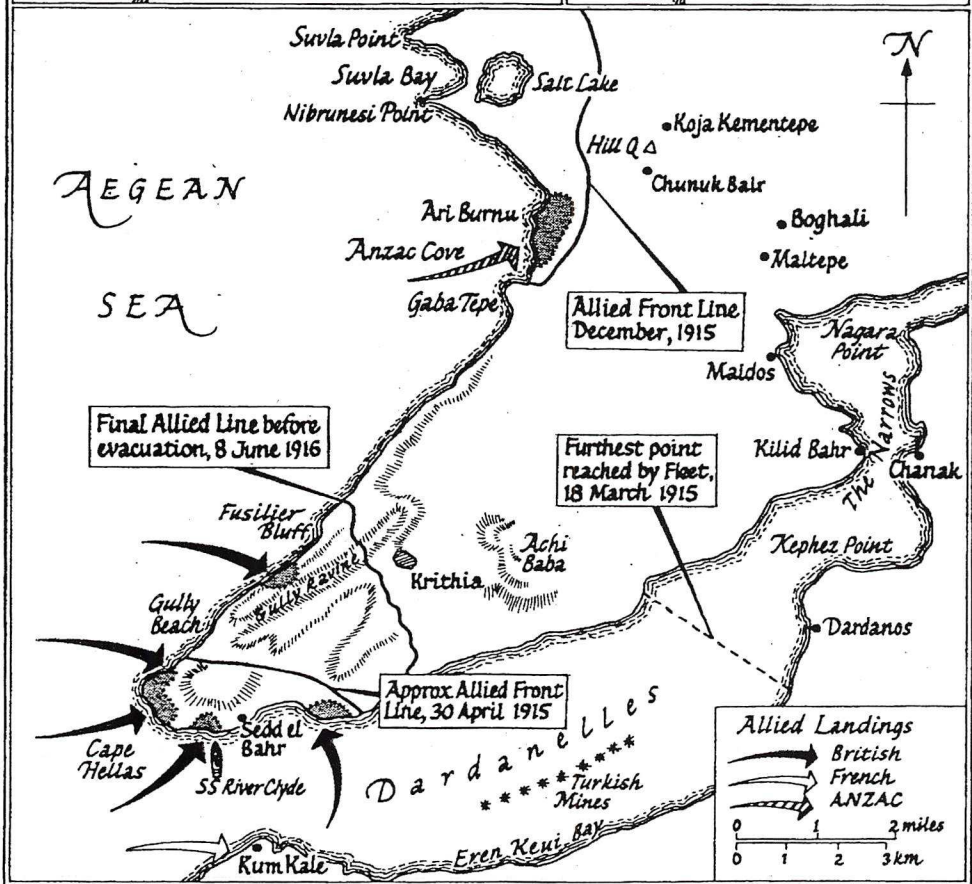 Suvla Point
Suvla Bay
Salt Lake
Nibrunesi Point
N
Koja Kementepe
Hill Q
Chunuk Bair
AEGEAN
SEA
Ari Burnu
Boghali
Anzac Cove
Maltepe
Gaba Tepe
Allied Front Line
December, 1915
Nagara
Point
Maidos
Final Allied Line before
evacuation, 8 June 1916
Furthest point
reached by Fleet,
18 March 1915
Kilid Bahr
The Narrows
Chanak
Fusilier
Bluff
Gully Ravine
Krithia
Achi
Baba
Kephez Point
Gully
Beach
Dardanos
Approx Allied Front
Line, 30 April 1915
Cape
Hellas
Sedd el
Bahr
SS River Clyde
Dardanelles
Turkish
Mines
Eren Keui Bay
Kum Kale
Allied Landings
British
French
ANZAC
0 1 2 miles
0 1 2 3 km